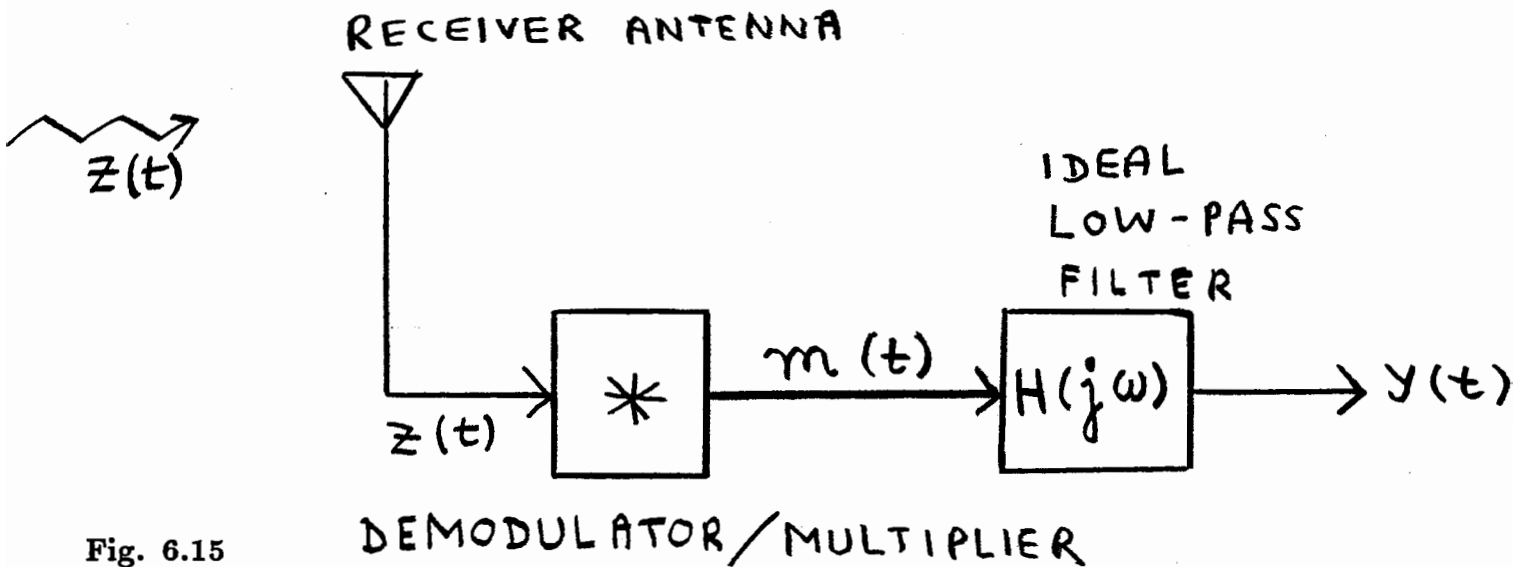 RECEIVER ANTENNA
Z(t)
IDEAL
LOW-PASS
FILTER
z(t)
*
m(t)
H(jω)
y(t)
Fig. 6.15
DEMODULATOR/MULTIPLIER